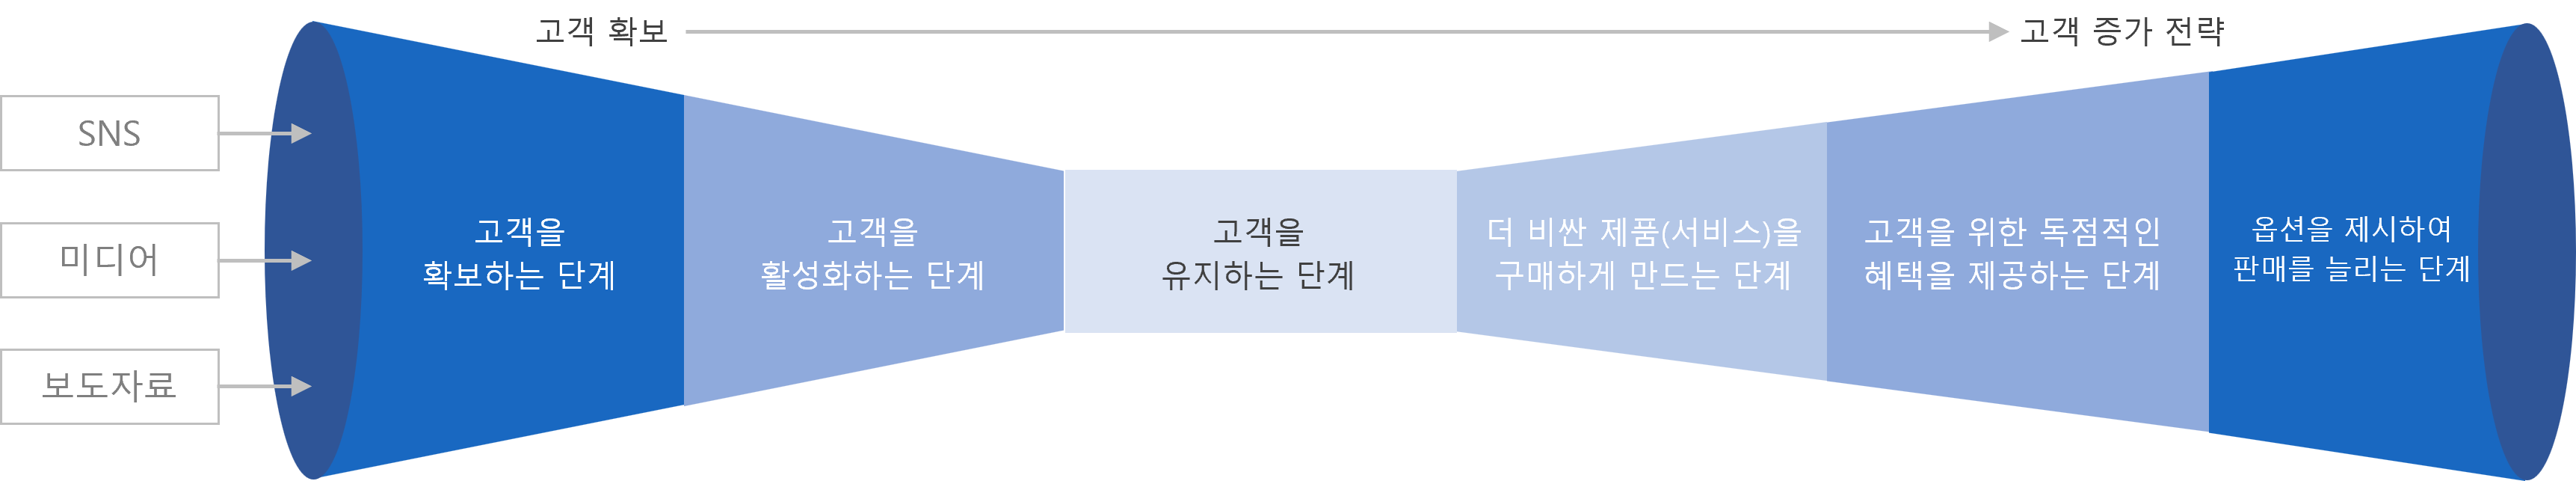 고객 확보
고객 증가 전략
SNS
미디어
보도자료
고객을
확보하는 단계
고객을
활성화하는 단계
고객을
유지하는 단계
더 비싼 제품(서비스)을
구매하게 만드는 단계
고객을 위한 독점적인
혜택을 제공하는 단계
옵션을 제시하여
판매를 늘리는 단계